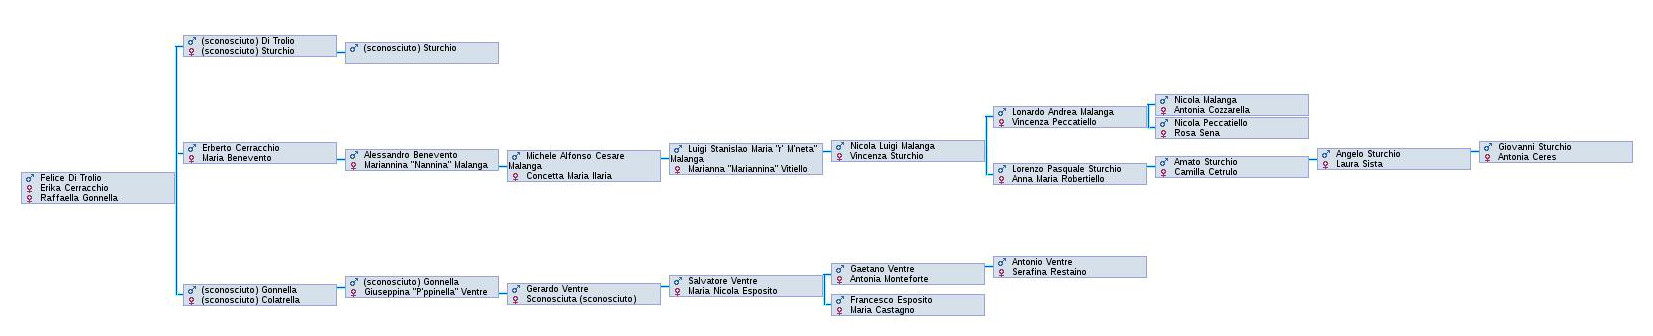 (sconosciuto) Di Trolio
(sconosciuto) Sturchio
(sconosciuto) Sturchio
Felice Di Trolio
Erika Cerracchio
Raffaella Gonnella
Erberto Cerracchio
Maria Benevento
Alessandro Benevento
Mariannina "Nannina" Malanga
Michele Alfonso Cesare
Malanga
Concetta Maria Ilaria
Luigi Stanislao Maria "r' M'neta"
Malanga
Marianna "Mariannina" Vitiello
Nicola Luigi Malanga
Vincenza Sturchio
Lonardo Andrea Malanga
Vincenza Peccatiello
Nicola Malanga
Antonia Cozzarella
Nicola Peccatiello
Rosa Sena
Lorenzo Pasquale Sturchio
Anna Maria Robertiello
Amato Sturchio
Camilla Cetrulo
Angelo Sturchio
Laura Sista
Giovanni Sturchio
Antonia Ceres
(sconosciuto) Gonnella
(sconosciuto) Colatrella
(sconosciuto) Gonnella
Giuseppina "P'ppinella" Ventre
Gerardo Ventre
Sconosciuta (sconosciuto)
Salvatore Ventre
Maria Nicola Esposito
Gaetano Ventre
Antonia Monteforte
Antonio Ventre
Serafina Restaino
Francesco Esposito
Maria Castagno